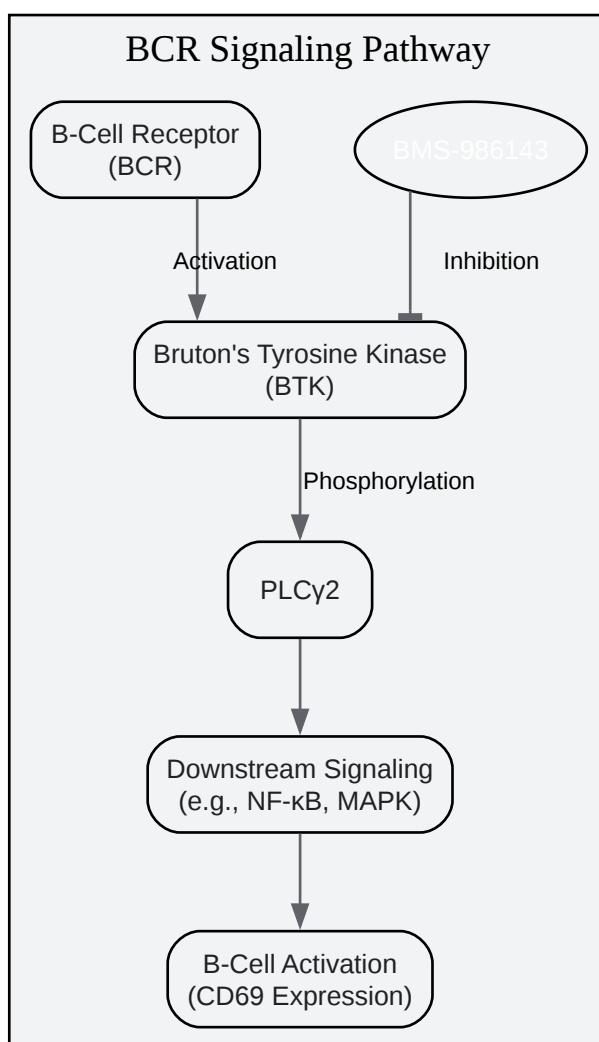 BCR Signaling Pathway
B-Cell Receptor
(BCR)
BMS-986143
Activation
Inhibition
Bruton's Tyrosine Kinase
(BTK)
Phosphorylation
PLCγ2
Downstream Signaling
(e.g., NF-κB, MAPK)
B-Cell Activation
(CD69 Expression)